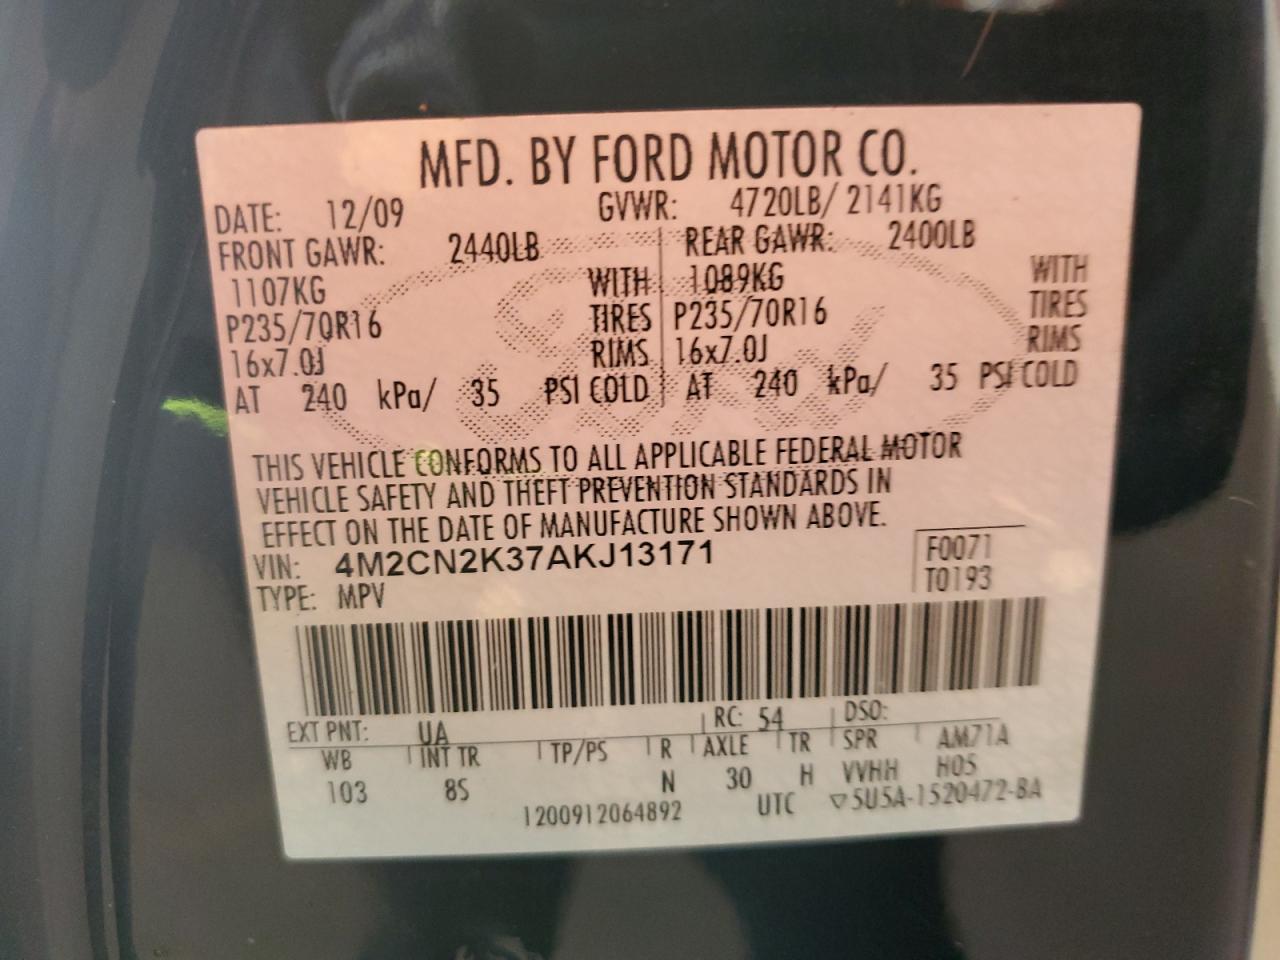 MFD. BY FORD MOTOR CO.
DATE: 12/09 GVWR: 4720LB/ 2141KG
FRONT GAWR: 2440LB REAR GAWR: 2400LB
1107KG WITH 1089KG WITH
P235/70R16 TIRES P235/70R16 TIRES
16x7.0J RIMS 16x7.0J RIMS
AT 240 kPa/ 35 PSI COLD AT 240 kPa/ 35 PSI COLD
THIS VEHICLE CONFORMS TO ALL APPLICABLE FEDERAL MOTOR
VEHICLE SAFETY AND THEFT PREVENTION STANDARDS IN
EFFECT ON THE DATE OF MANUFACTURE SHOWN ABOVE.
VIN: 4M2CN2K37AKJ13171 F0071
TYPE: MPV T0193
EXT PNT: UA RC: 54 DSO:
WB INT TR TP/PS R AXLE TR SPR AM71A
103 8S N 30 H VVHH H05
1200912064892 UTC ▽5U5A-1520472-BA